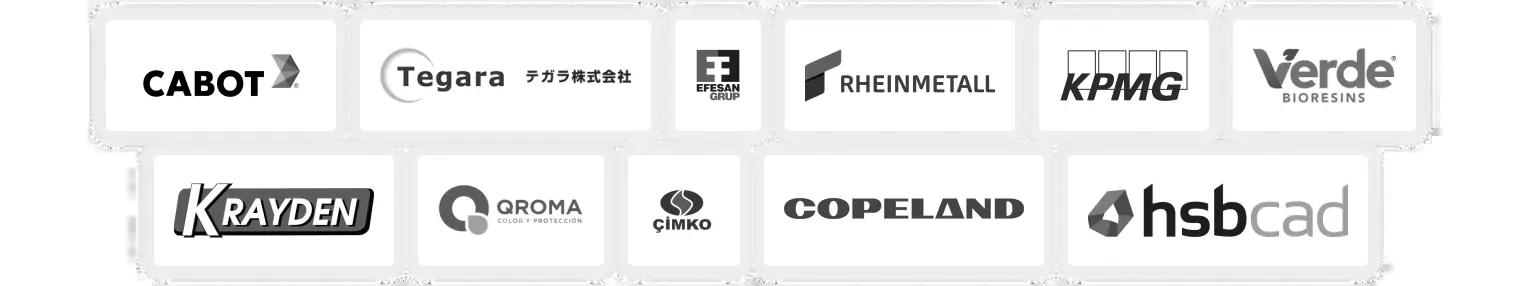 CABOT
Tegara テガラ株式会社
EFESAN
GRUP
RHEINMETALL
KPMG
Verde®
BIORESINS
KRAYDEN
QROMA
COLOR Y PROTECCIÓN
ÇİMKO
COPELAND
hsbcad